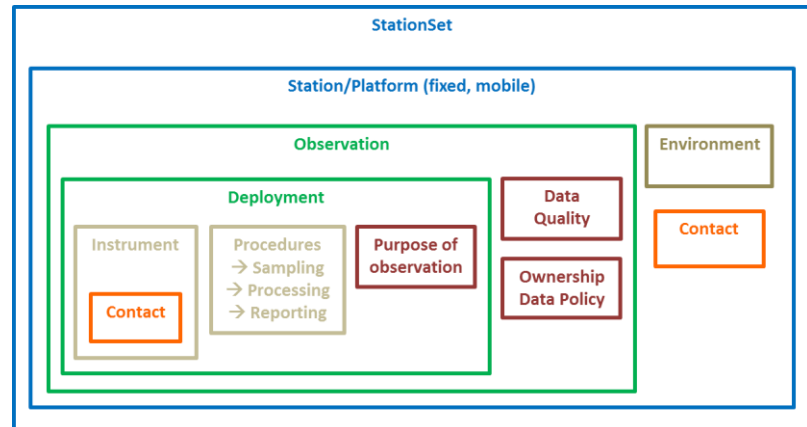 StationSet
Station/Platform (fixed, mobile)
Observation
Environment
Deployment
Data
Quality
Instrument
Procedures
→ Sampling
→ Processing
→ Reporting
Purpose of
observation
Contact
Ownership
Data Policy
Contact